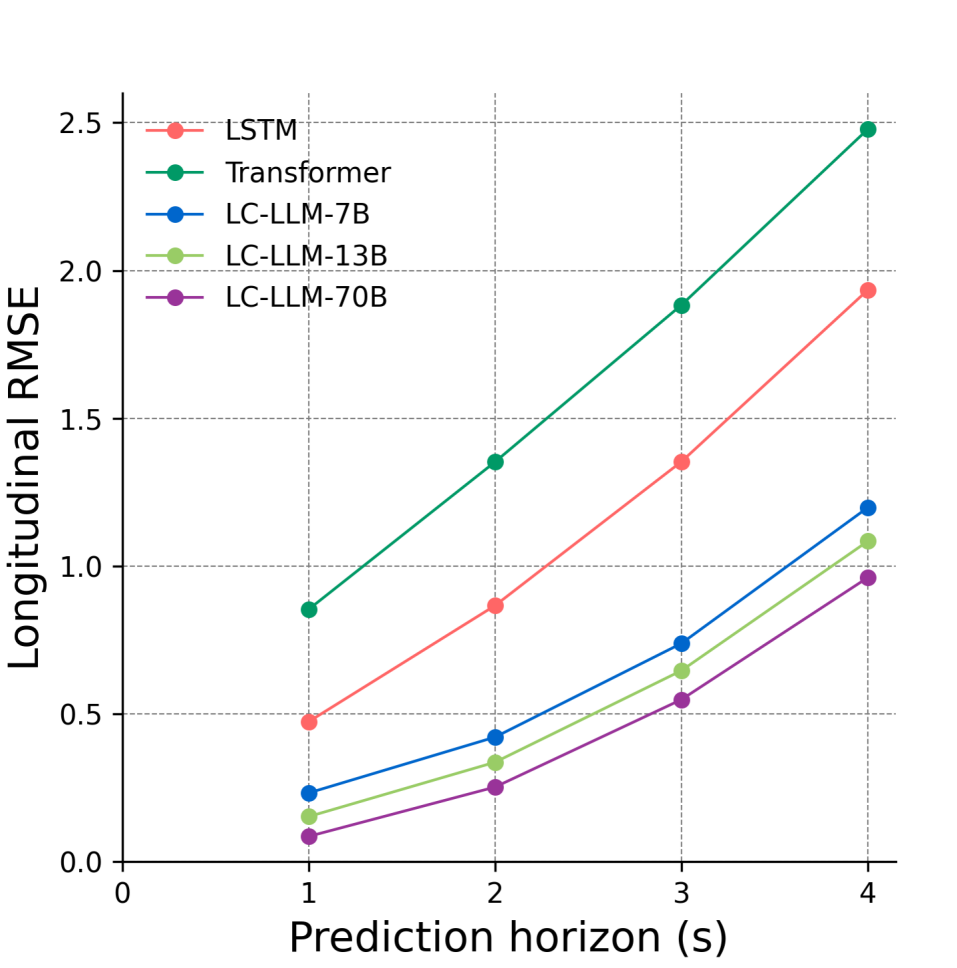 2.5
2.0
1.5
1.0
0.5
0.0
Longitudinal RMSE
LSTM
Transformer
LC-LLM-7B
LC-LLM-13B
LC-LLM-70B
0 1 2 3 4
Prediction horizon (s)